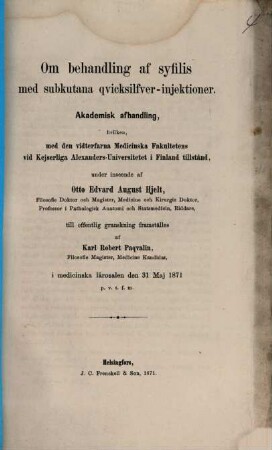 Om behandling af syfilis
med subkutana qvicksilfver-injektioner.
Akademisk afhandling,
hvilken,
med den vidterfarna Medicinska Fakultetens
vid Kejserliga Alexanders-Universitetet i Finland tillstånd,
under inseende af
Otto Edvard August Hjelt,
Filosofie Doktor och Magister, Medicine och Kirurgie Doktor,
Professor i Pathologisk Anatomi och Statsmedicin, Riddare,
till offentlig granskning framställes
af
Karl Robert Paqvalin,
Filosofie Magister, Medicine Kandidat,
i medicinska lärosalen den 31 Maj 1871
p. v. t. f. m.
Helsingfors,
J. C. Frenckell & Son, 1871.